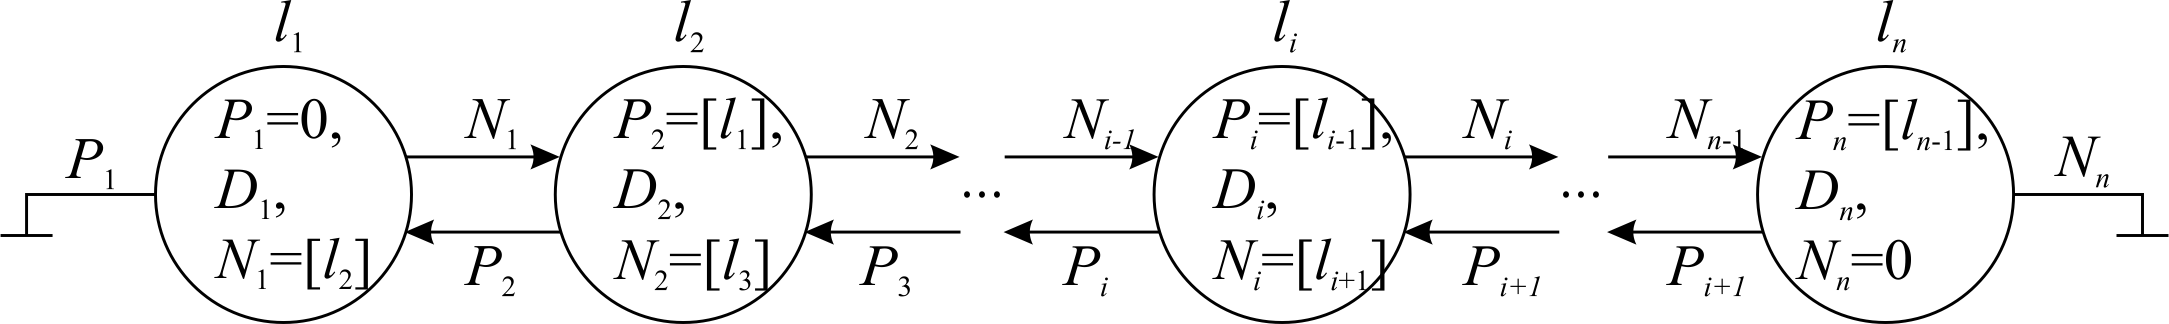 l₁ l₂ lᵢ lₙ
P₁ N₁ N₂ Nᵢ₋₁ Nᵢ Nₙ₋₁ Nₙ
P₁=0, P₂=[l₁], Pᵢ=[lᵢ₋₁], Pₙ=[lₙ₋₁],
D₁, D₂, ... Dᵢ, ... Dₙ,
N₁=[l₂] N₂=[l₃] Nᵢ=[lᵢ₊₁] Nₙ=0
P₂ P₃ Pᵢ Pᵢ₊₁ Pᵢ₊₁